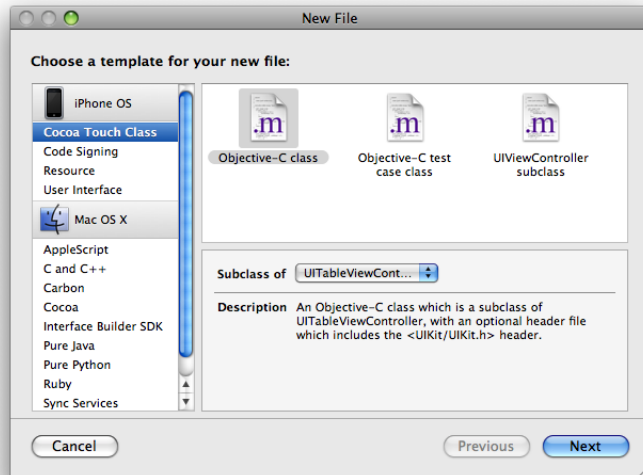 New File
Choose a template for your new file:
iPhone OS
Cocoa Touch Class
Code Signing
Resource
User Interface
Mac OS X
AppleScript
C and C++
Carbon
Cocoa
Interface Builder SDK
Pure Java
Pure Python
Ruby
Sync Services
.m
Objective-C class
.m
Objective-C test
case class
.m
UIViewController
subclass
Subclass of UITableViewCont...
Description An Objective-C class which is a subclass of
UITableViewController, with an optional header file
which includes the <UIKit/UIKit.h> header.
Cancel
Previous
Next